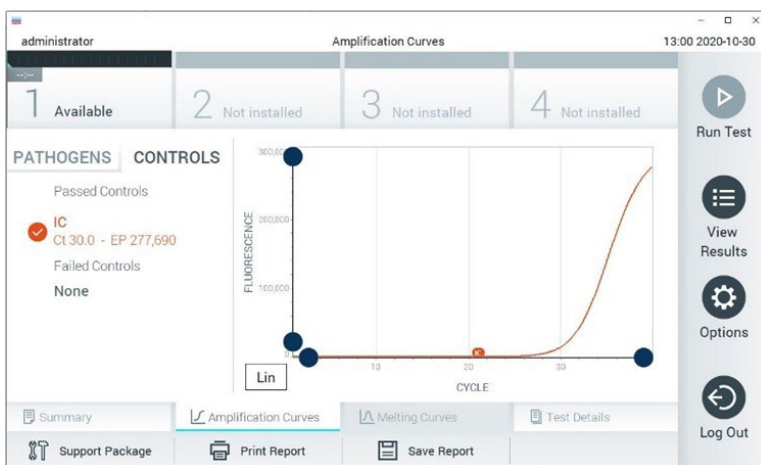 administrator
Amplification Curves
13:00 2020-10-30
--:--
1 Available
2 Not installed
3 Not installed
4 Not installed
Run Test
PATHOGENS CONTROLS
Passed Controls
IC
Ct 30.0 - EP 277,690
Failed Controls
None
FLUORESCENCE
200,000
100,000
10
20
30
CYCLE
Lin
View
Results
Options
Log Out
Summary
Amplification Curves
Melting Curves
Test Details
Support Package
Print Report
Save Report